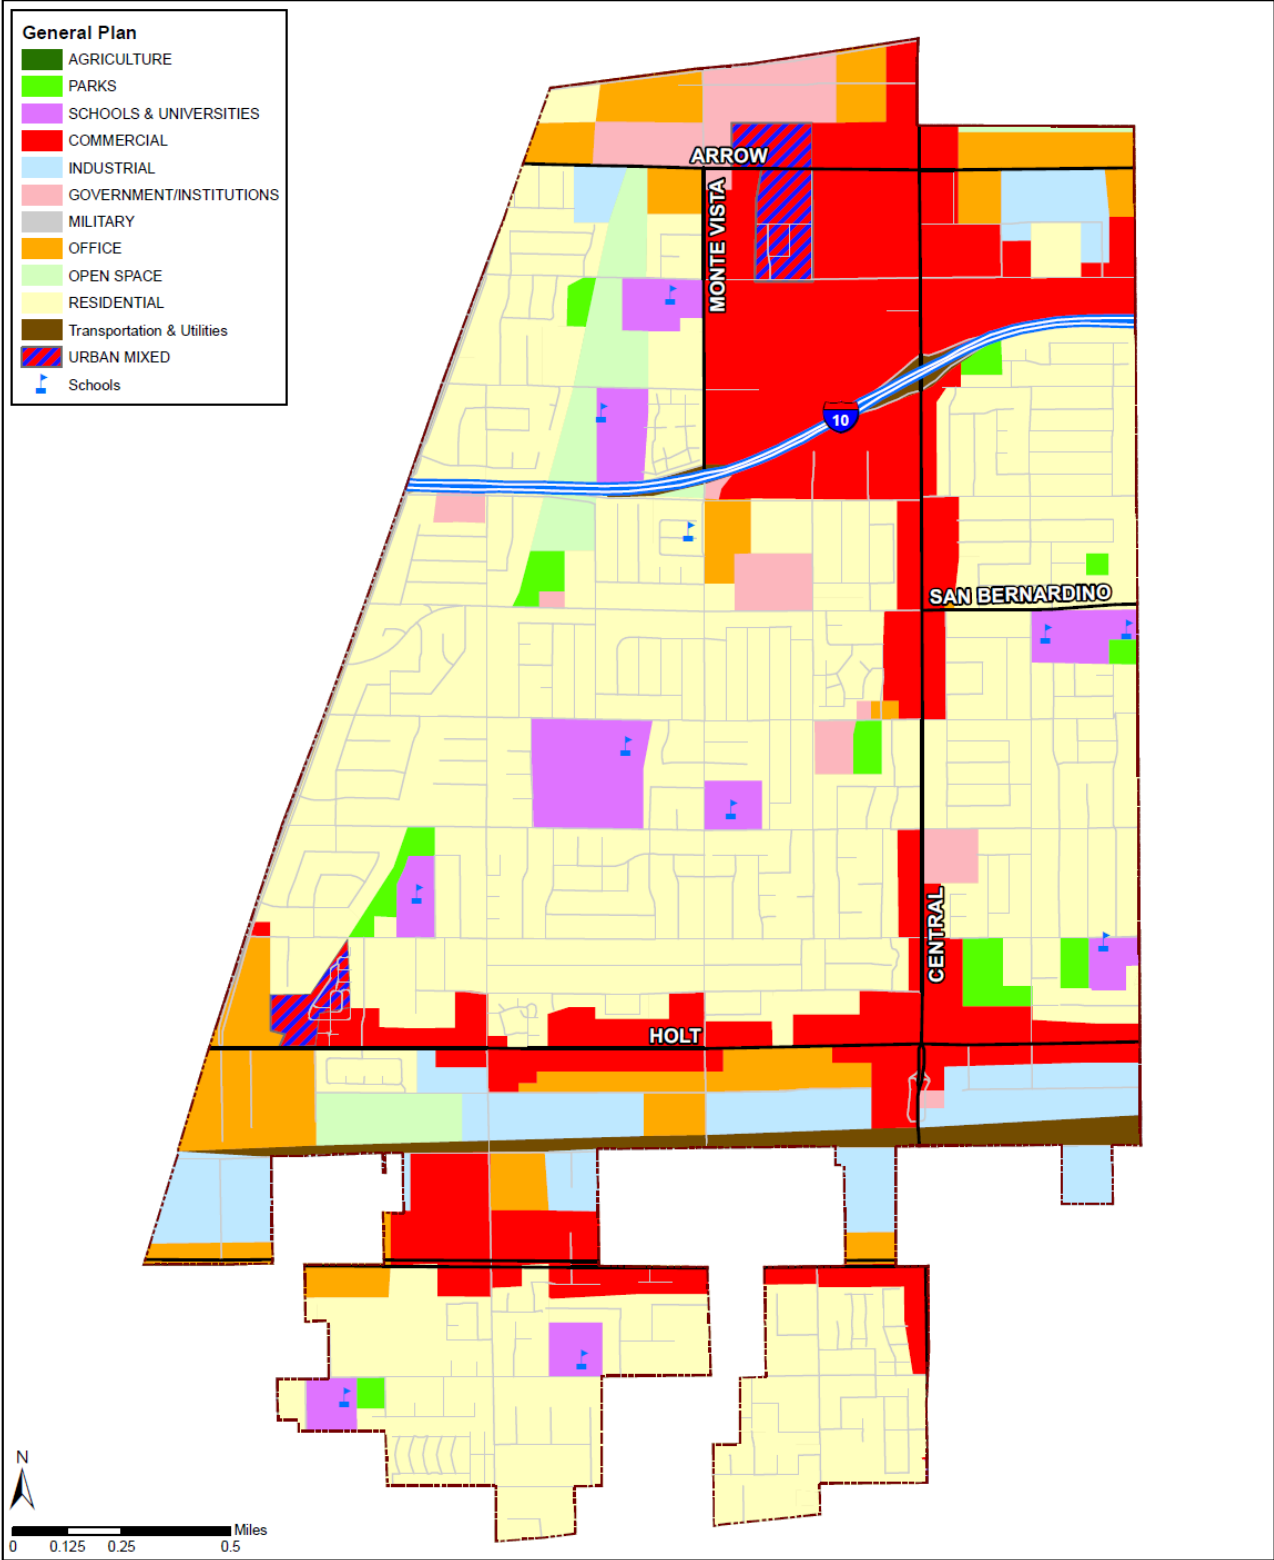 General Plan
AGRICULTURE
PARKS
SCHOOLS & UNIVERSITIES
COMMERCIAL
INDUSTRIAL
GOVERNMENT/INSTITUTIONS
MILITARY
OFFICE
OPEN SPACE
RESIDENTIAL
Transportation & Utilities
URBAN MIXED
Schools
ARROW
MONTE VISTA
10
SAN BERNARDINO
CENTRAL
HOLT
N
Miles
0 0.125 0.25 0.5